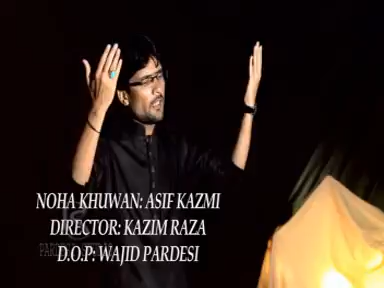 NOHA KHUWAN: ASIF KAZMI
DIRECTOR: KAZIM RAZA
D.O.P: WAJID PARDESI